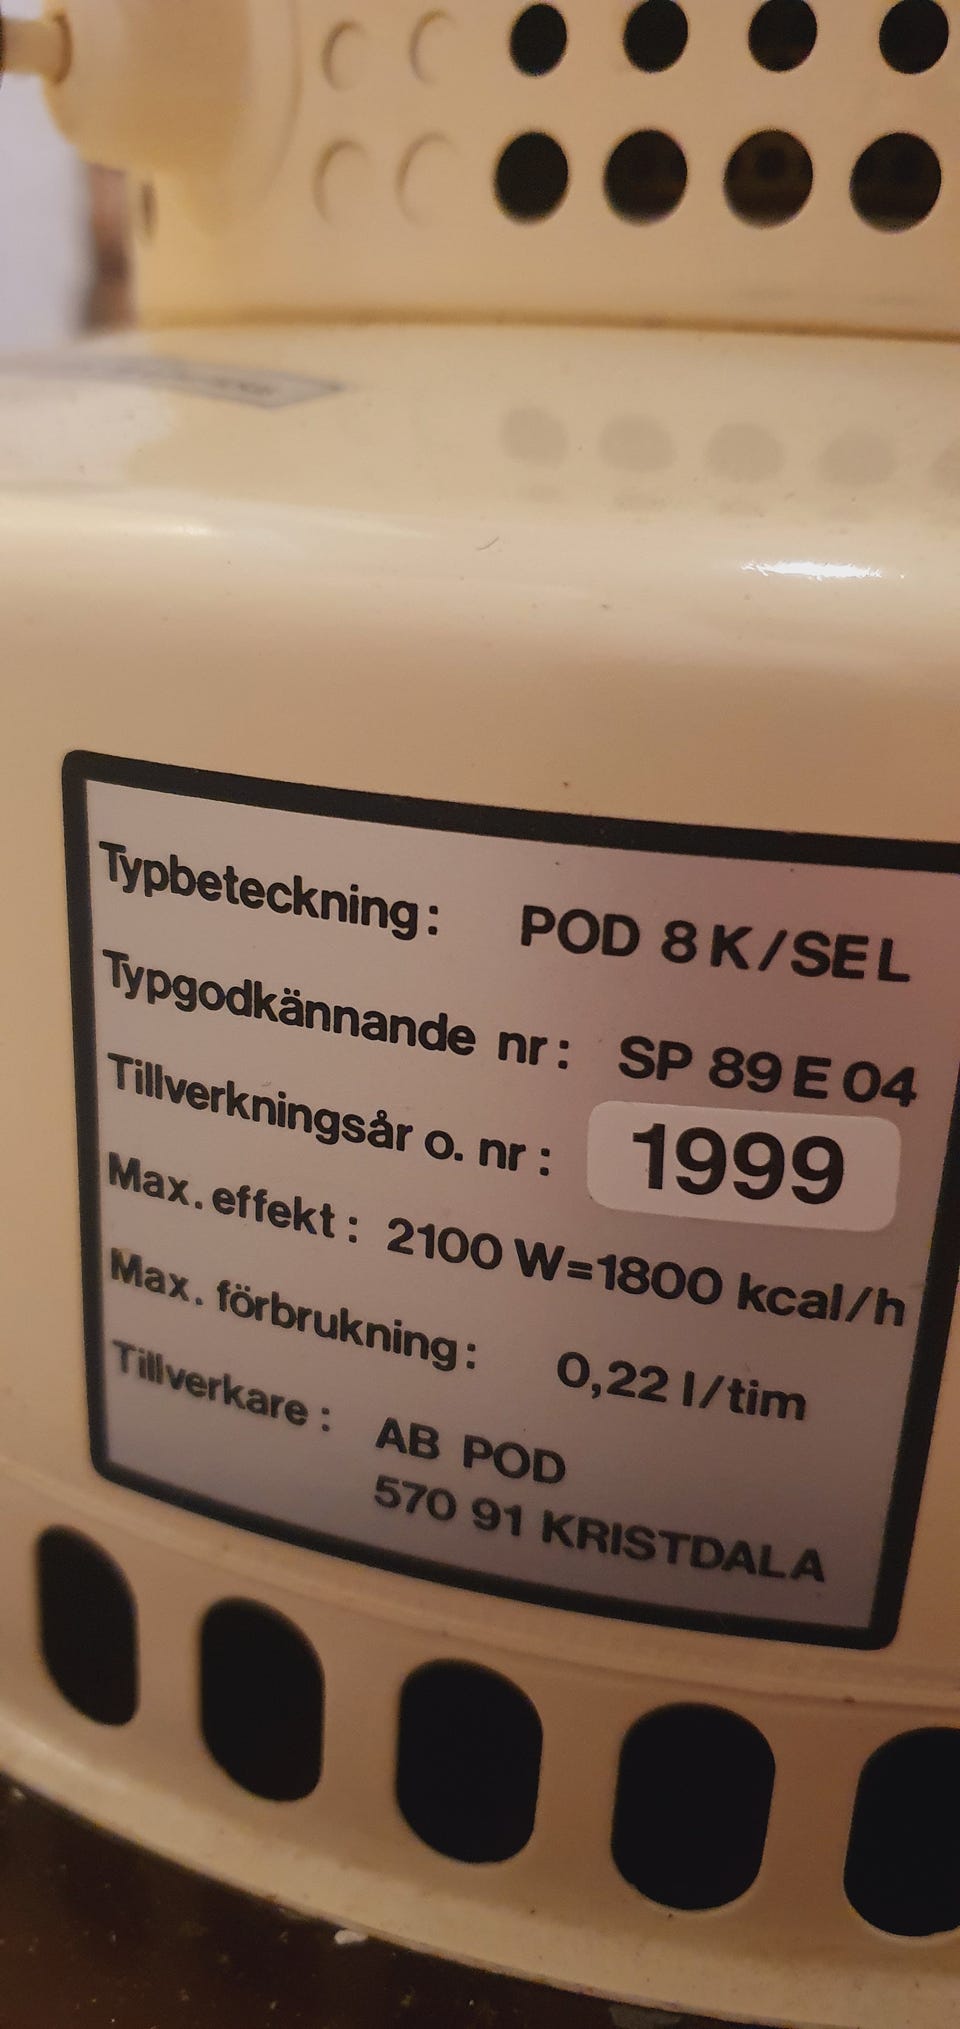 Typbeteckning: POD 8 K/SEL
Typgodkännande nr: SP 89 E 04
Tillverkningsår o. nr: 1999
Max. effekt: 2100 W=1800 kcal/h
Max. förbrukning: 0,22 l/tim
Tillverkare: AB POD
570 91 KRISTDALA